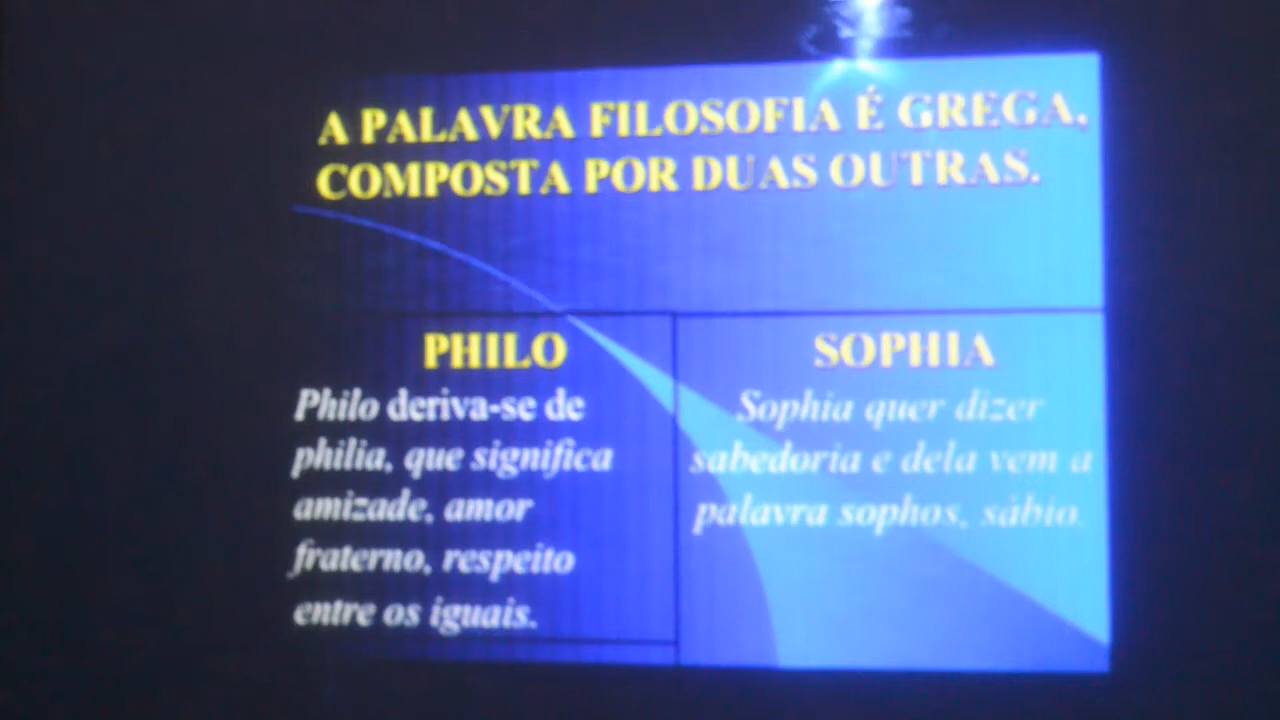 A PALAVRA FILOSOFIA É GREGA,
COMPOSTA POR DUAS OUTRAS.
PHILO
Philo deriva-se de
philia, que significa
amizade, amor
fraterno, respeito
entre os iguais.
SOPHIA
Sophia quer dizer
sabedoria e dela vem a
palavra sophos, sábio.